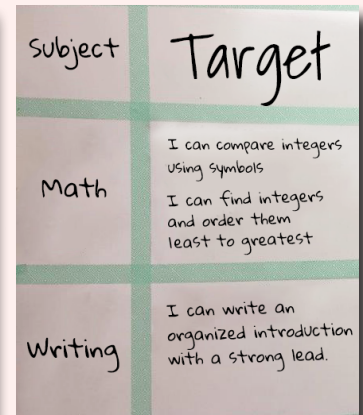 Subject
Target
Math
I can compare integers
using symbols
I can find integers
and order them
least to greatest
Writing
I can write an
organized introduction
with a strong lead.